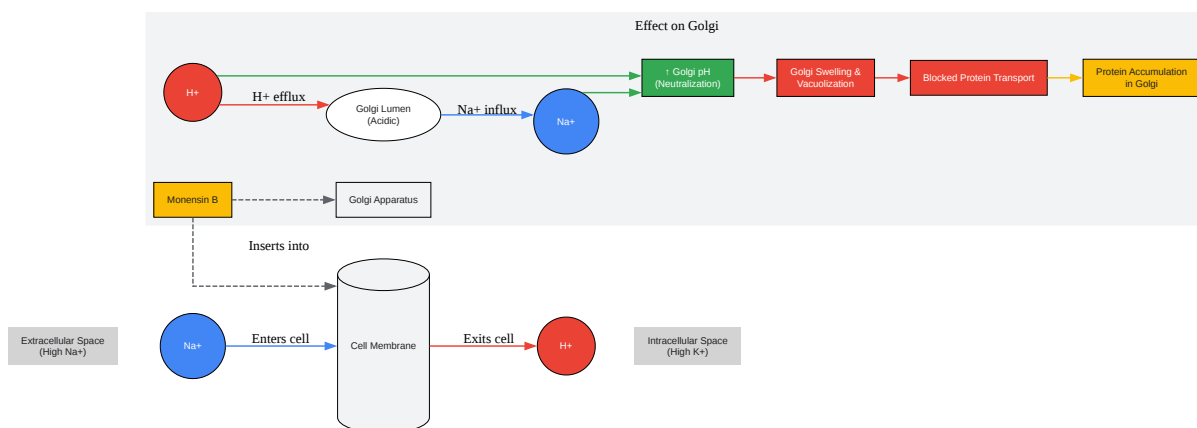 Effect on Golgi
H+
H+ efflux
Golgi Lumen
(Acidic)
Na+ influx
Na+
↑ Golgi pH
(Neutralization)
Golgi Swelling &
Vacuolization
Blocked Protein Transport
Protein Accumulation
in Golgi
Monensin B
Golgi Apparatus
Inserts into
Extracellular Space
(High Na+)
Na+
Enters cell
Cell Membrane
Exits cell
H+
Intracellular Space
(High K+)